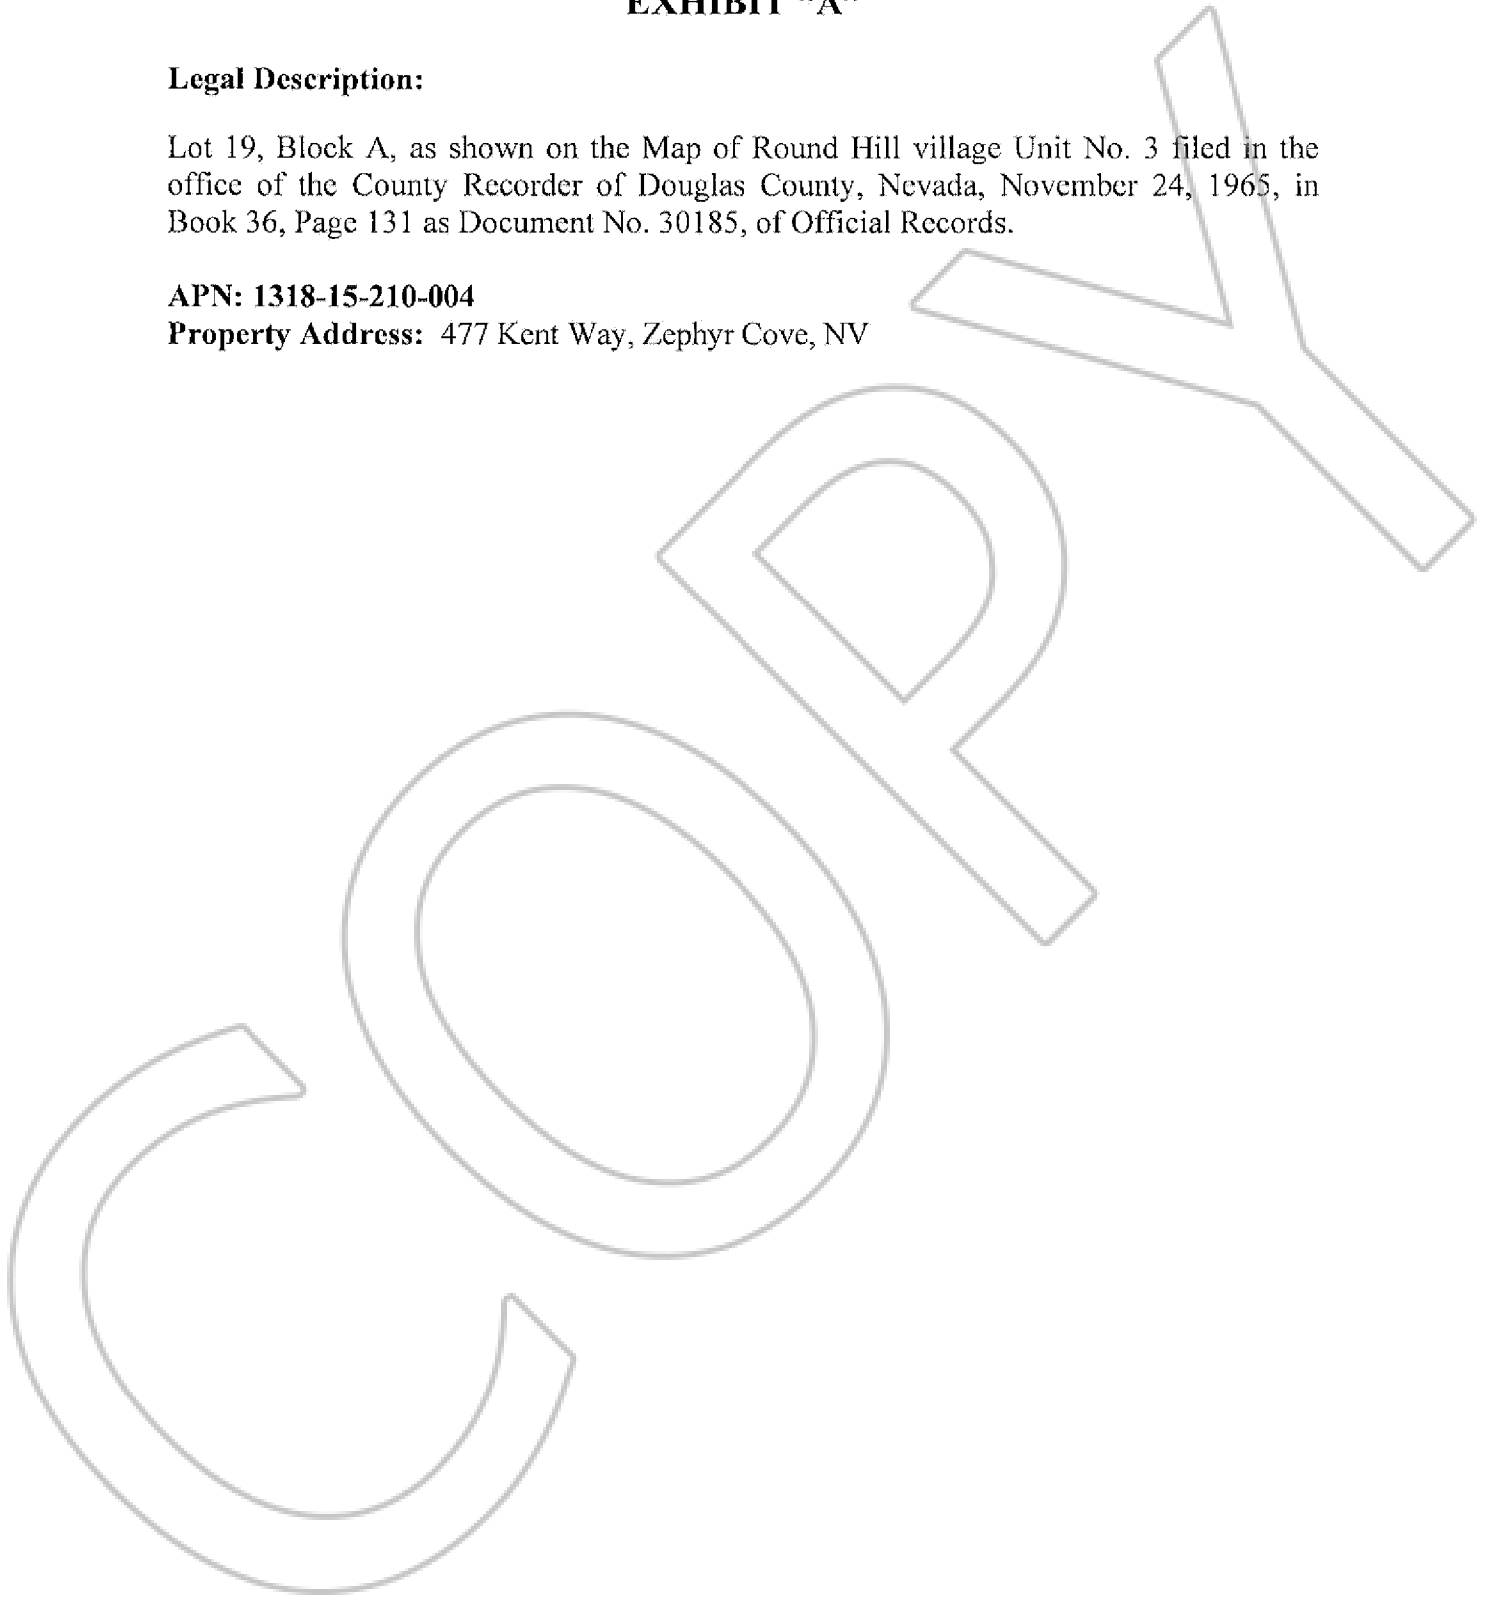 EXHIBIT "A"
Legal Description:
Lot 19, Block A, as shown on the Map of Round Hill village Unit No. 3 filed in the
office of the County Recorder of Douglas County, Nevada, November 24, 1965, in
Book 36, Page 131 as Document No. 30185, of Official Records.
APN: 1318-15-210-004
Property Address: 477 Kent Way, Zephyr Cove, NV
COPY